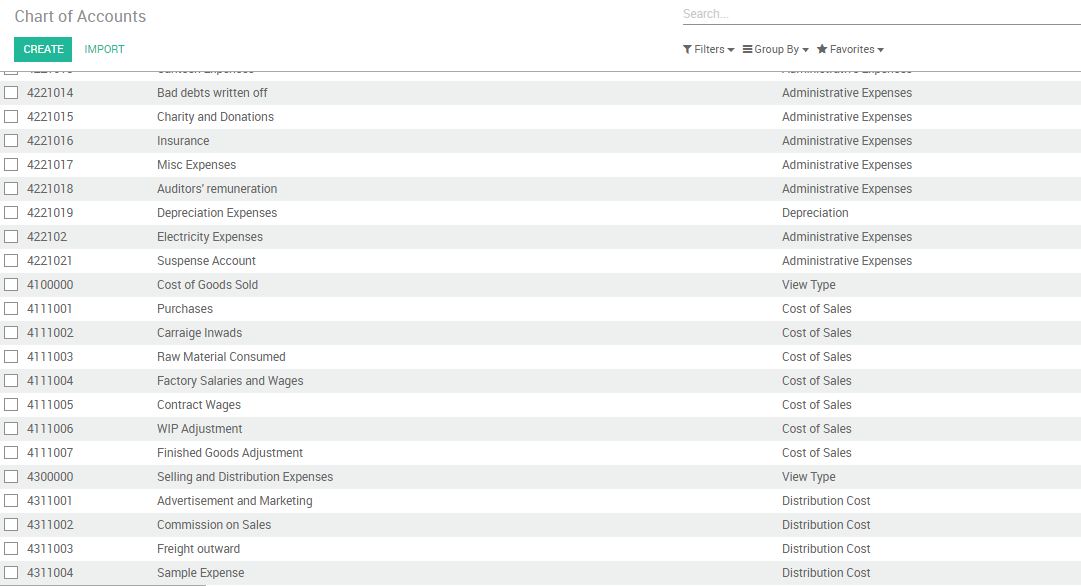 Chart of Accounts
Search...
CREATE IMPORT
Filters Group By Favorites
4221014 Bad debts written off Administrative Expenses
4221015 Charity and Donations Administrative Expenses
4221016 Insurance Administrative Expenses
4221017 Misc Expenses Administrative Expenses
4221018 Auditors' remuneration Administrative Expenses
4221019 Depreciation Expenses Depreciation
422102 Electricity Expenses Administrative Expenses
4221021 Suspense Account Administrative Expenses
4100000 Cost of Goods Sold View Type
4111001 Purchases Cost of Sales
4111002 Carraige Inwads Cost of Sales
4111003 Raw Material Consumed Cost of Sales
4111004 Factory Salaries and Wages Cost of Sales
4111005 Contract Wages Cost of Sales
4111006 WIP Adjustment Cost of Sales
4111007 Finished Goods Adjustment Cost of Sales
4300000 Selling and Distribution Expenses View Type
4311001 Advertisement and Marketing Distribution Cost
4311002 Commission on Sales Distribution Cost
4311003 Freight outward Distribution Cost
4311004 Sample Expense Distribution Cost